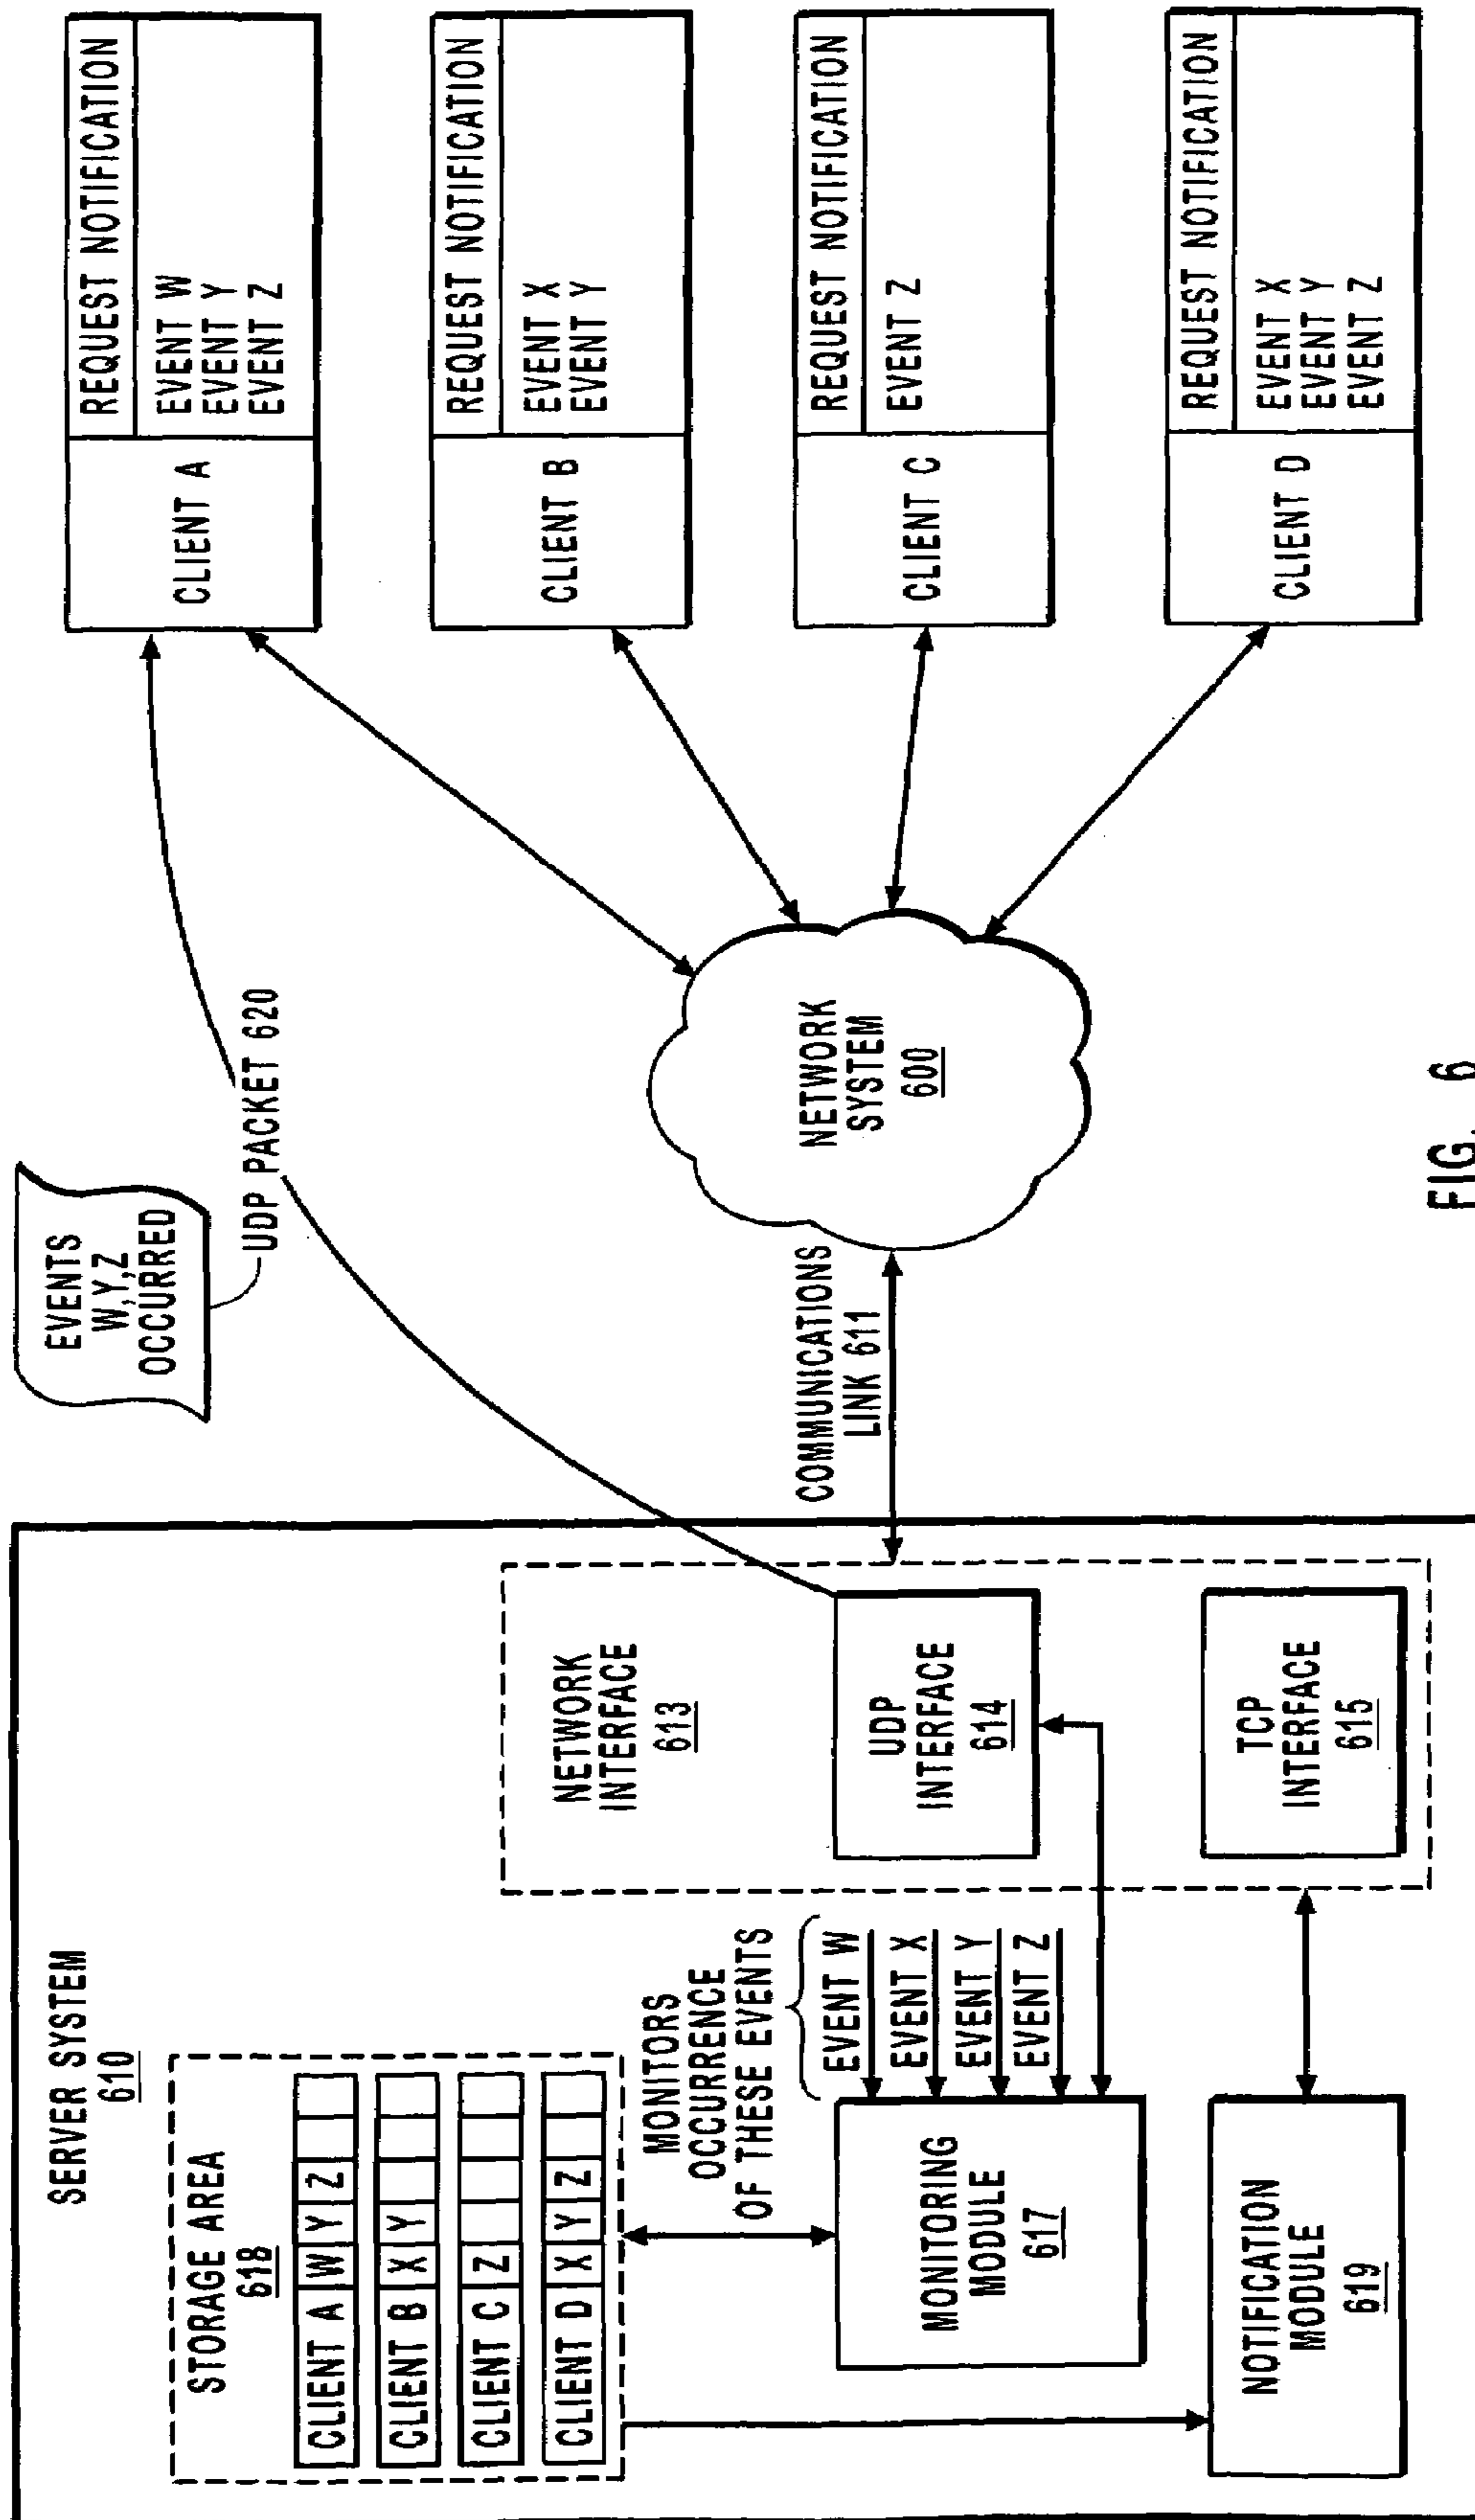 SERVER SYSTEM
610
STORAGE AREA
618
CLIENT A W Y Z
CLIENT B X Y
CLIENT C Z
CLIENT D X Y Z
MONITORS
OCCURRENCE
OF THESE EVENTS
EVENT W
EVENT X
EVENT Y
EVENT Z
MONITORING
MODULE
617
NOTIFICATION
MODULE
619
NETWORK
INTERFACE
613
UDP
INTERFACE
614
TCP
INTERFACE
615
EVENTS
W,Y,Z
OCCURRED
UDP PACKET 620
COMMUNICATIONS
LINK 611
NETWORK
SYSTEM
600
CLIENT A
REQUEST NOTIFICATION
EVENT W
EVENT Y
EVENT Z
CLIENT B
REQUEST NOTIFICATION
EVENT X
EVENT Y
CLIENT C
REQUEST NOTIFICATION
EVENT Z
CLIENT D
REQUEST NOTIFICATION
EVENT X
EVENT Y
EVENT Z
FIG. 6